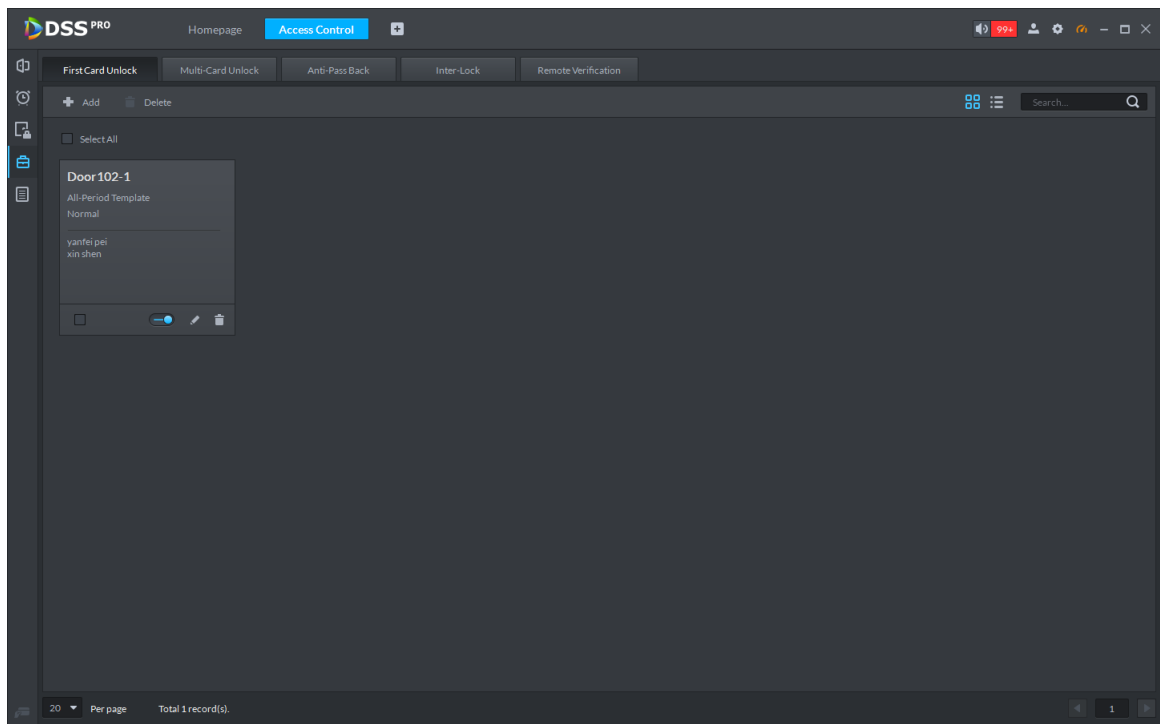 DSS PRO Homepage Access Control 99+
First Card Unlock Multi-Card Unlock Anti-Pass Back Inter-Lock Remote Verification
Add Delete Search...
Select All
Door102-1
All-Period Template
Normal
yanfei pei
xin shen
20 Per page Total 1 record(s). 1